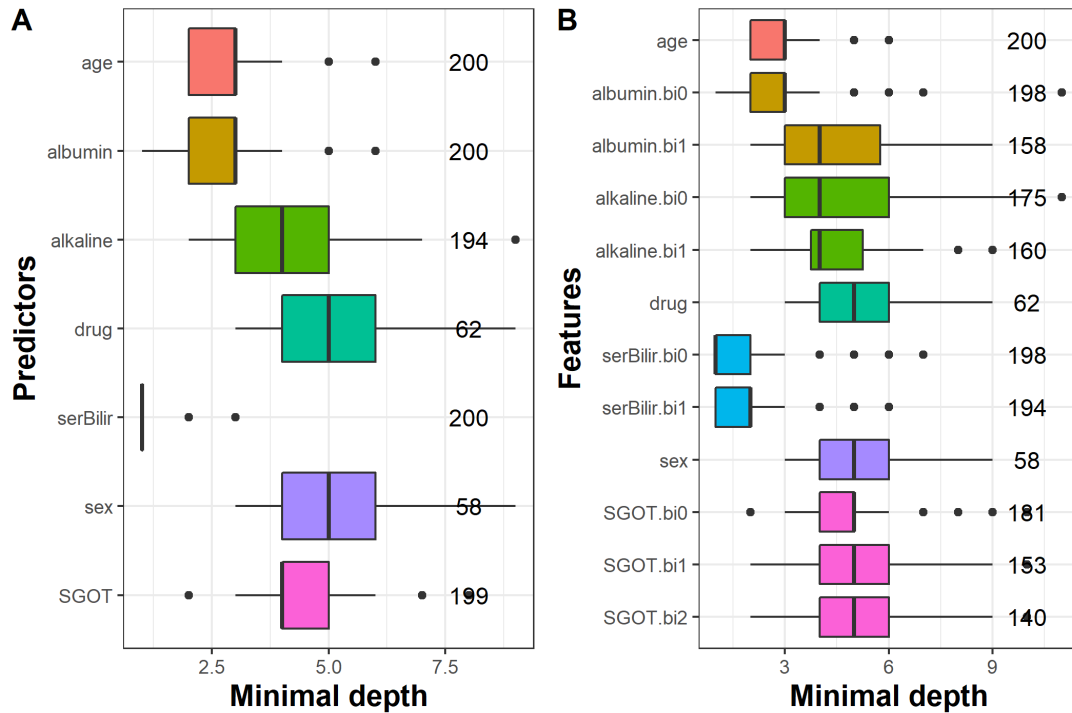 A
Predictors
age
200
albumin
200
alkaline
194
drug
62
serBilir
200
sex
58
SGOT
199
2.5 5.0 7.5
Minimal depth
B
Features
age
200
albumin.bi0
198
albumin.bi1
158
alkaline.bi0
175
alkaline.bi1
160
drug
62
serBilir.bi0
198
serBilir.bi1
194
sex
58
SGOT.bi0
181
SGOT.bi1
153
SGOT.bi2
140
3 6 9
Minimal depth